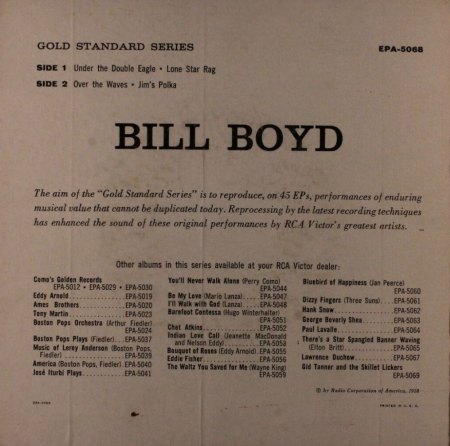 GOLD STANDARD SERIES EPA-5068
SIDE 1 Under the Double Eagle • Lone Star Rag
SIDE 2 Over the Waves • Jim's Polka
BILL BOYD
The aim of the "Gold Standard Series" is to reproduce, on 45 EPs, performances of enduring
musical value that cannot be duplicated today. Reprocessing by the latest recording techniques
has enhanced the sound of these original performances by RCA Victor's greatest artists.
Other albums in this series available at your RCA Victor dealer:
Como's Golden Records
EPA-5012 • EPA-5029 • EPA-5030
Eddy Arnold EPA-5019
Ames Brothers EPA-5020
Tony Martin EPA-5023
Boston Pops Orchestra (Arthur Fiedler)
EPA-5024
Boston Pops Plays (Fiedler) EPA-5037
Music of Leroy Anderson (Boston Pops,
Fiedler) EPA-5039
America (Boston Pops, Fiedler) EPA-5040
José Iturbi Plays EPA-5041
You'll Never Walk Alone (Perry Como)
EPA-5044
Be My Love (Mario Lanza) EPA-5047
I'll Walk with God (Lanza) EPA-5048
Barefoot Contessa (Hugo Winterhalter)
EPA-5051
Chet Atkins EPA-5052
Indian Love Call (Jeanette MacDonald
and Nelson Eddy) EPA-5053
Bouquet of Roses (Eddy Arnold) EPA-5055
Eddie Fisher EPA-5056
The Waltz You Saved for Me (Wayne King)
EPA-5059
Bluebird of Happiness (Jan Peerce)
EPA-5060
Dizzy Fingers (Three Suns) EPA-5061
Hank Snow EPA-5062
George Beverly Shea EPA-5063
Paul Lavalle EPA-5064
There's a Star Spangled Banner Waving
(Elton Britt) EPA-5065
Lawrence Duchow EPA-5067
Gid Tanner and the Skillet Lickers
EPA-5069
© by Radio Corporation of America, 1958
EPA-5068 PRINTED IN U. S. A.